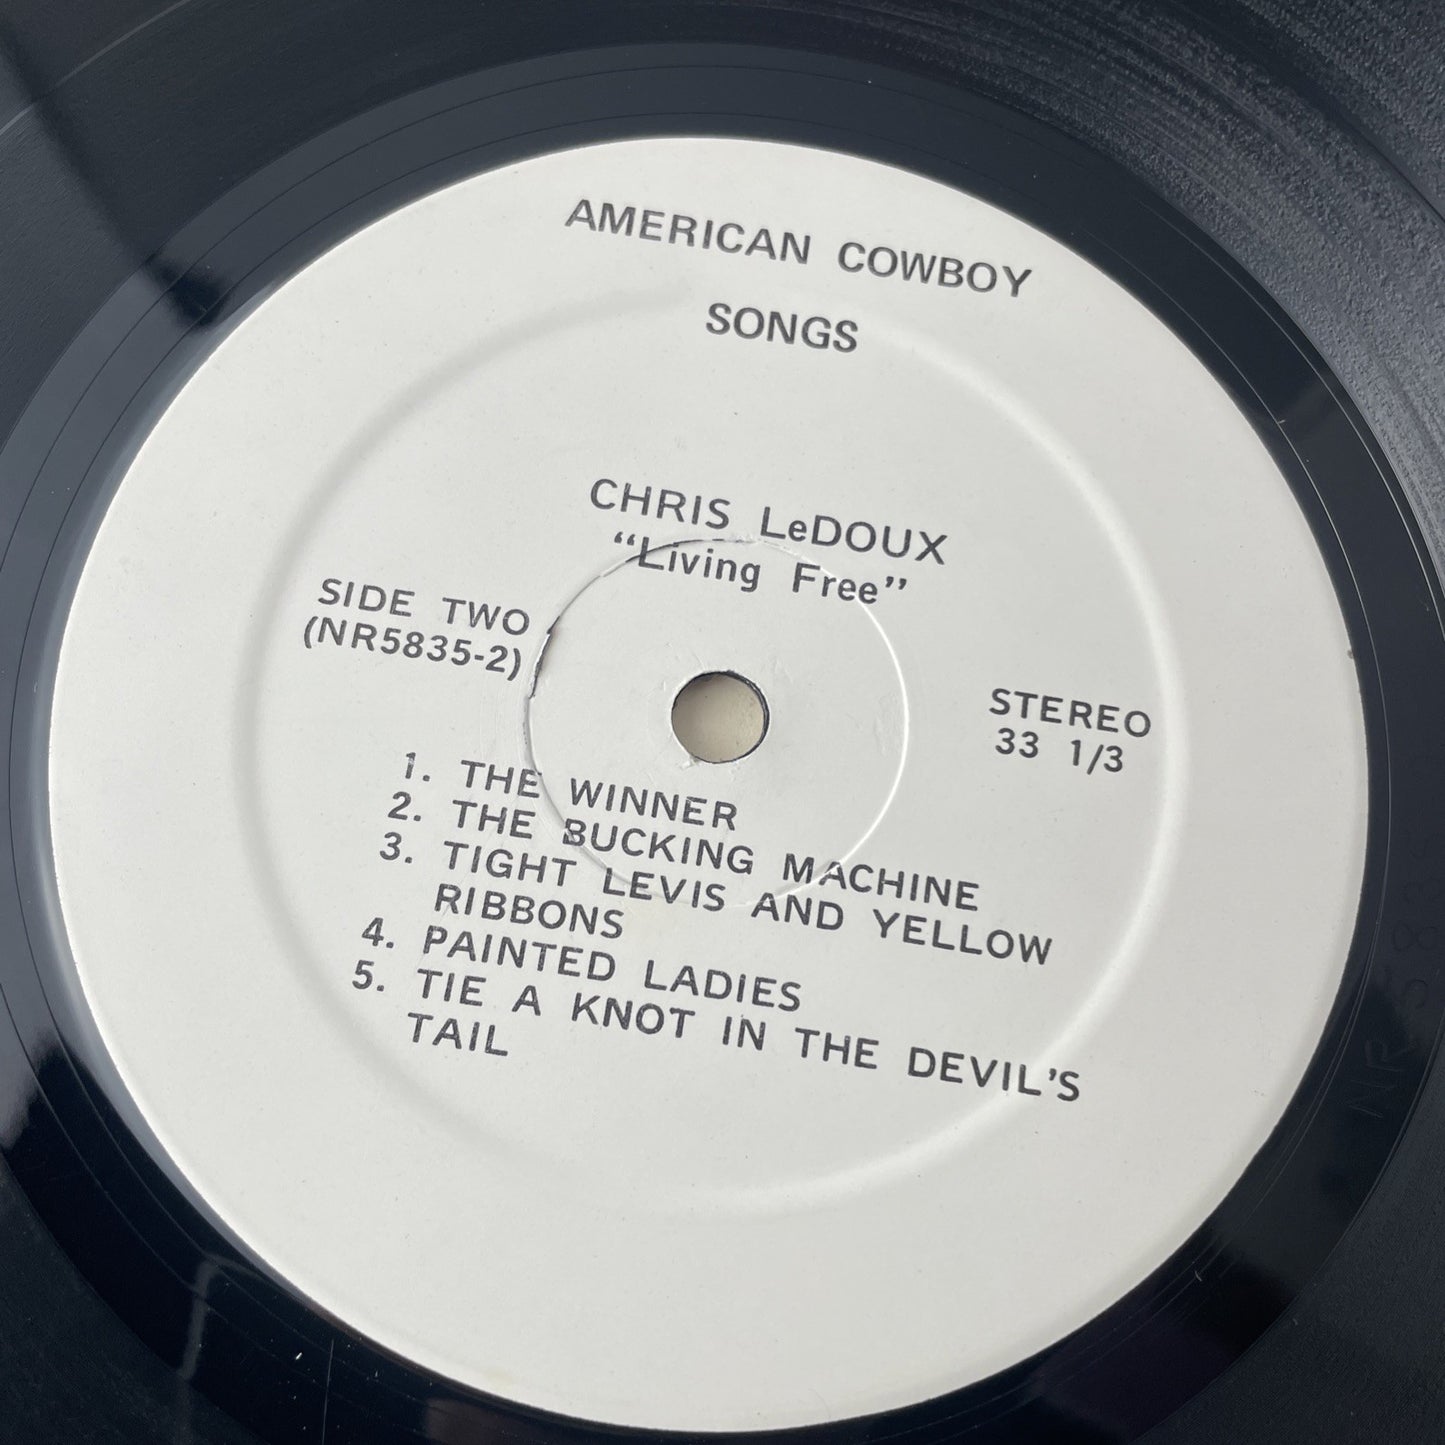 AMERICAN COWBOY
SONGS
CHRIS LeDOUX
“Living Free”
SIDE TWO
(NR5835-2)
STEREO
33 1/3
1. THE WINNER
2. THE BUCKING MACHINE
3. TIGHT LEVIS AND YELLOW
RIBBONS
4. PAINTED LADIES
5. TIE A KNOT IN THE DEVIL'S
TAIL